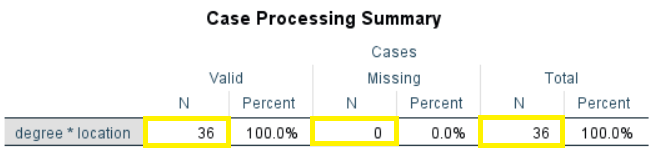 Case Processing Summary
Cases
Valid Missing Total
N Percent N Percent N Percent
degree * location 36 100.0% 0 0.0% 36 100.0%